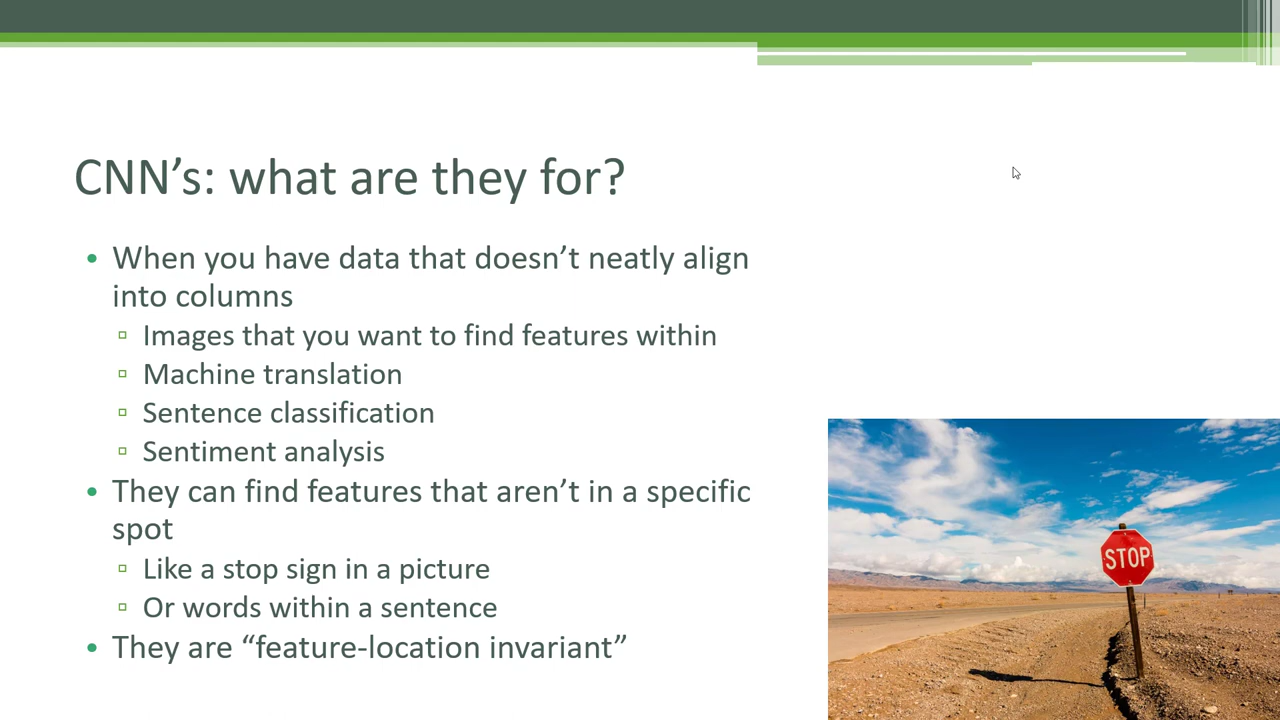 CNN’s: what are they for?
• When you have data that doesn’t neatly align
into columns
▫ Images that you want to find features within
▫ Machine translation
▫ Sentence classification
▫ Sentiment analysis
• They can find features that aren’t in a specific
spot
▫ Like a stop sign in a picture
▫ Or words within a sentence
• They are “feature-location invariant”
STOP